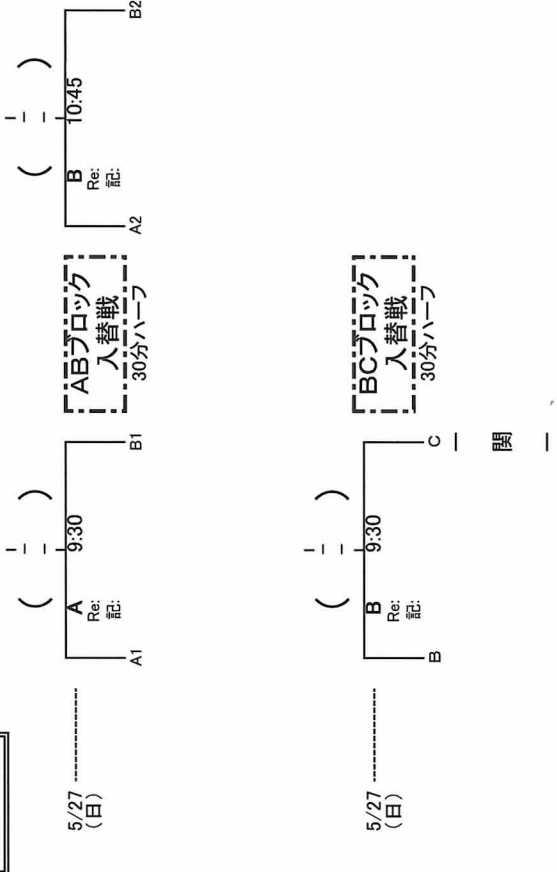 5/27
(日)
( )
9:30
A
Re:
記:
A1
B1
ABブロック
入替戦
30分ハーフ
( )
10:45
B
Re:
記:
A2
B2
5/27
(日)
( )
9:30
B
Re:
記:
B
C
一
関
一
BCブロック
入替戦
30分ハーフ